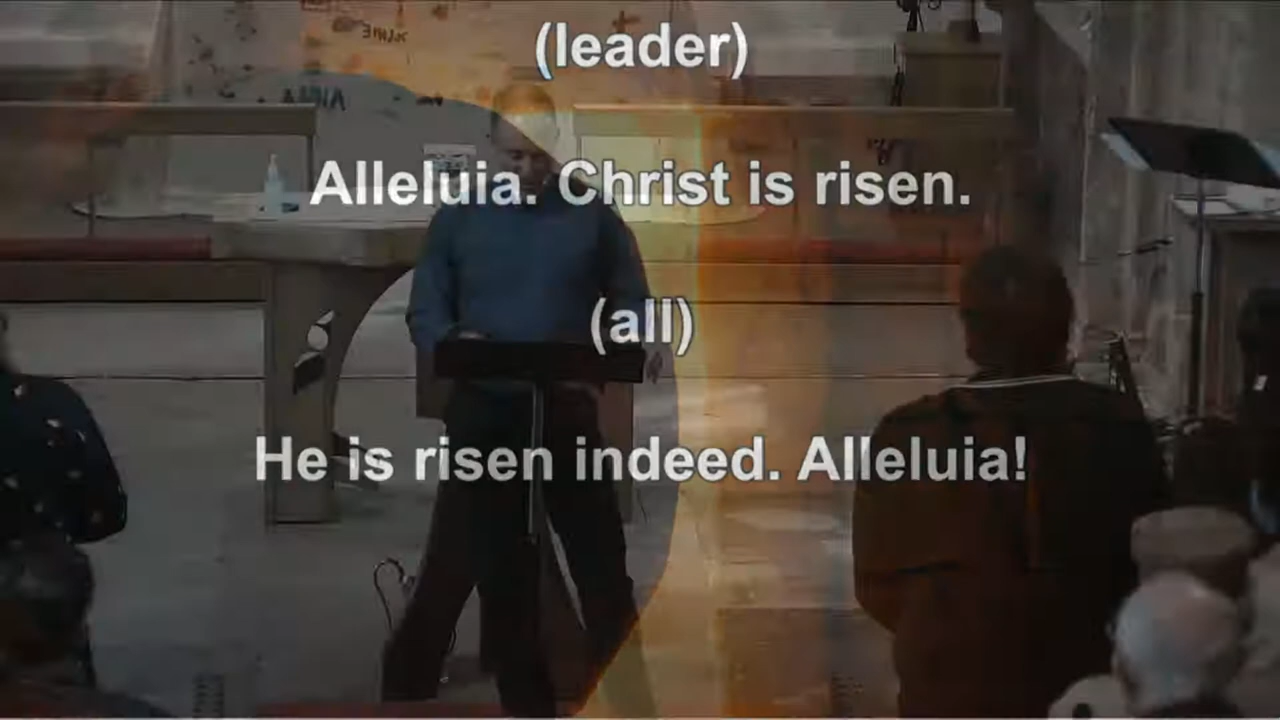 (leader)
Alleluia. Christ is risen.
(all)
He is risen indeed. Alleluia!